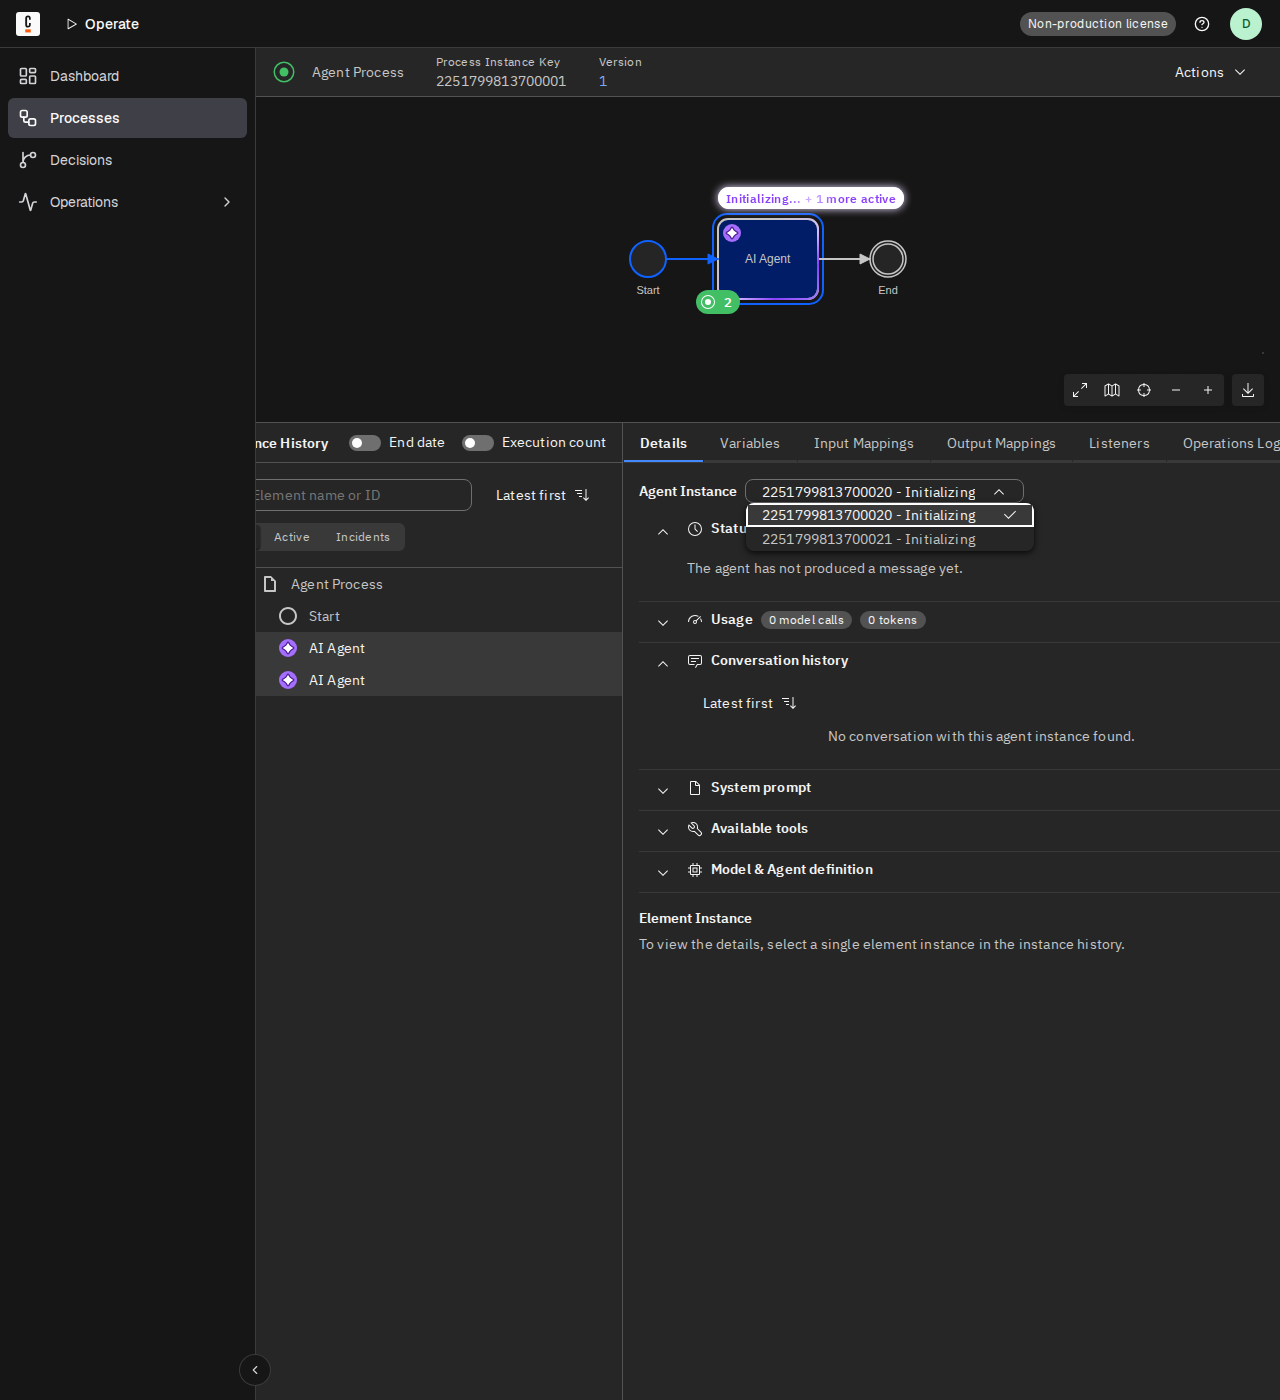 Operate
Non-production license
D
Dashboard
Processes
Decisions
Operations
Agent Process
Process Instance Key
2251799813700001
Version
1
Actions
Initializing... + 1 more active
AI Agent
Start
End
2
nce History
End date
Execution count
Element name or ID
Latest first
Active
Incidents
Agent Process
Start
AI Agent
AI Agent
Details
Variables
Input Mappings
Output Mappings
Listeners
Operations Log
Agent Instance
2251799813700020 - Initializing
2251799813700020 - Initializing
2251799813700021 - Initializing
Statu
The agent has not produced a message yet.
Usage
0 model calls
0 tokens
Conversation history
Latest first
No conversation with this agent instance found.
System prompt
Available tools
Model & Agent definition
Element Instance
To view the details, select a single element instance in the instance history.